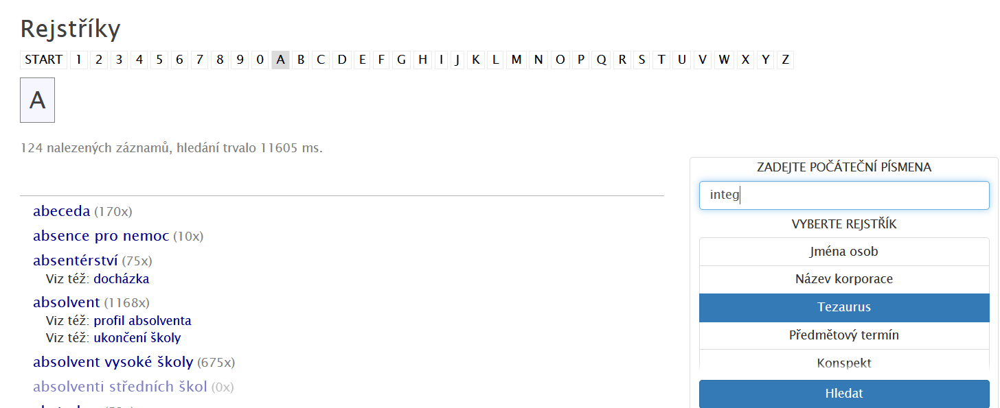 Rejstříky
START 1 2 3 4 5 6 7 8 9 0 A B C D E F G H I J K L M N O P Q R S T U V W X Y Z
A
124 nalezených záznamů, hledání trvalo 11605 ms.
abeceda (170x)
absence pro nemoc (10x)
absentérství (75x)
Viz též: docházka
absolvent (1168x)
Viz též: profil absolventa
Viz též: ukončení školy
absolvent vysoké školy (675x)
absolventi středních škol (0x)
ZADEJTE POČÁTEČNÍ PÍSMENA
integ
VYBERTE REJSTŘÍK
Jména osob
Název korporace
Tezaurus
Předmětový termín
Konspekt
Hledat